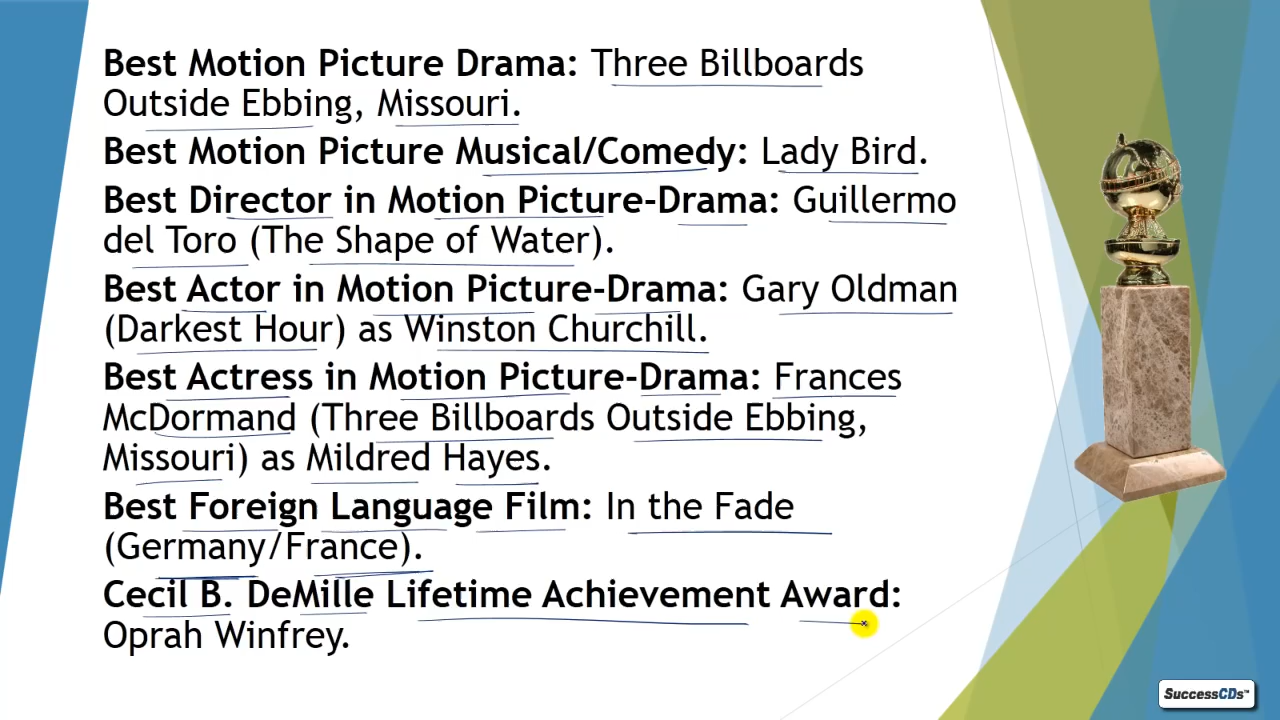 Best Motion Picture Drama: Three Billboards
Outside Ebbing, Missouri.
Best Motion Picture Musical/Comedy: Lady Bird.
Best Director in Motion Picture-Drama: Guillermo
del Toro (The Shape of Water).
Best Actor in Motion Picture-Drama: Gary Oldman
(Darkest Hour) as Winston Churchill.
Best Actress in Motion Picture-Drama: Frances
McDormand (Three Billboards Outside Ebbing,
Missouri) as Mildred Hayes.
Best Foreign Language Film: In the Fade
(Germany/France).
Cecil B. DeMille Lifetime Achievement Award:
Oprah Winfrey.
SuccessCDs™